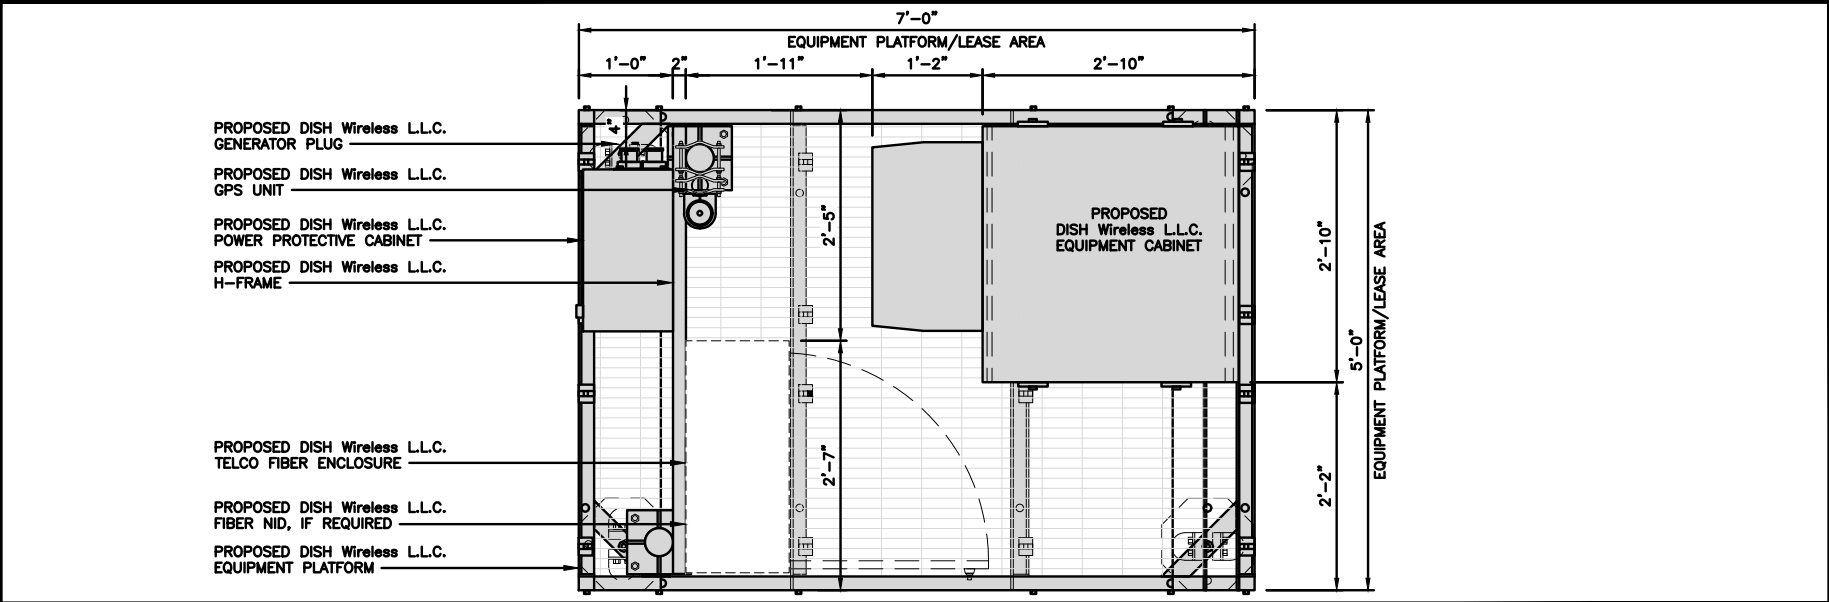 7'-0"
EQUIPMENT PLATFORM/LEASE AREA
1'-0" 2" 1'-11" 1'-2" 2'-10"
4"
PROPOSED DISH Wireless L.L.C.
GENERATOR PLUG
PROPOSED DISH Wireless L.L.C.
GPS UNIT
PROPOSED DISH Wireless L.L.C.
POWER PROTECTIVE CABINET
PROPOSED DISH Wireless L.L.C.
H-FRAME
PROPOSED DISH Wireless L.L.C.
TELCO FIBER ENCLOSURE
PROPOSED DISH Wireless L.L.C.
FIBER NID, IF REQUIRED
PROPOSED DISH Wireless L.L.C.
EQUIPMENT PLATFORM
2'-5"
2'-7"
PROPOSED
DISH Wireless L.L.C.
EQUIPMENT CABINET
2'-10"
2'-2"
5'-0"
EQUIPMENT PLATFORM/LEASE AREA